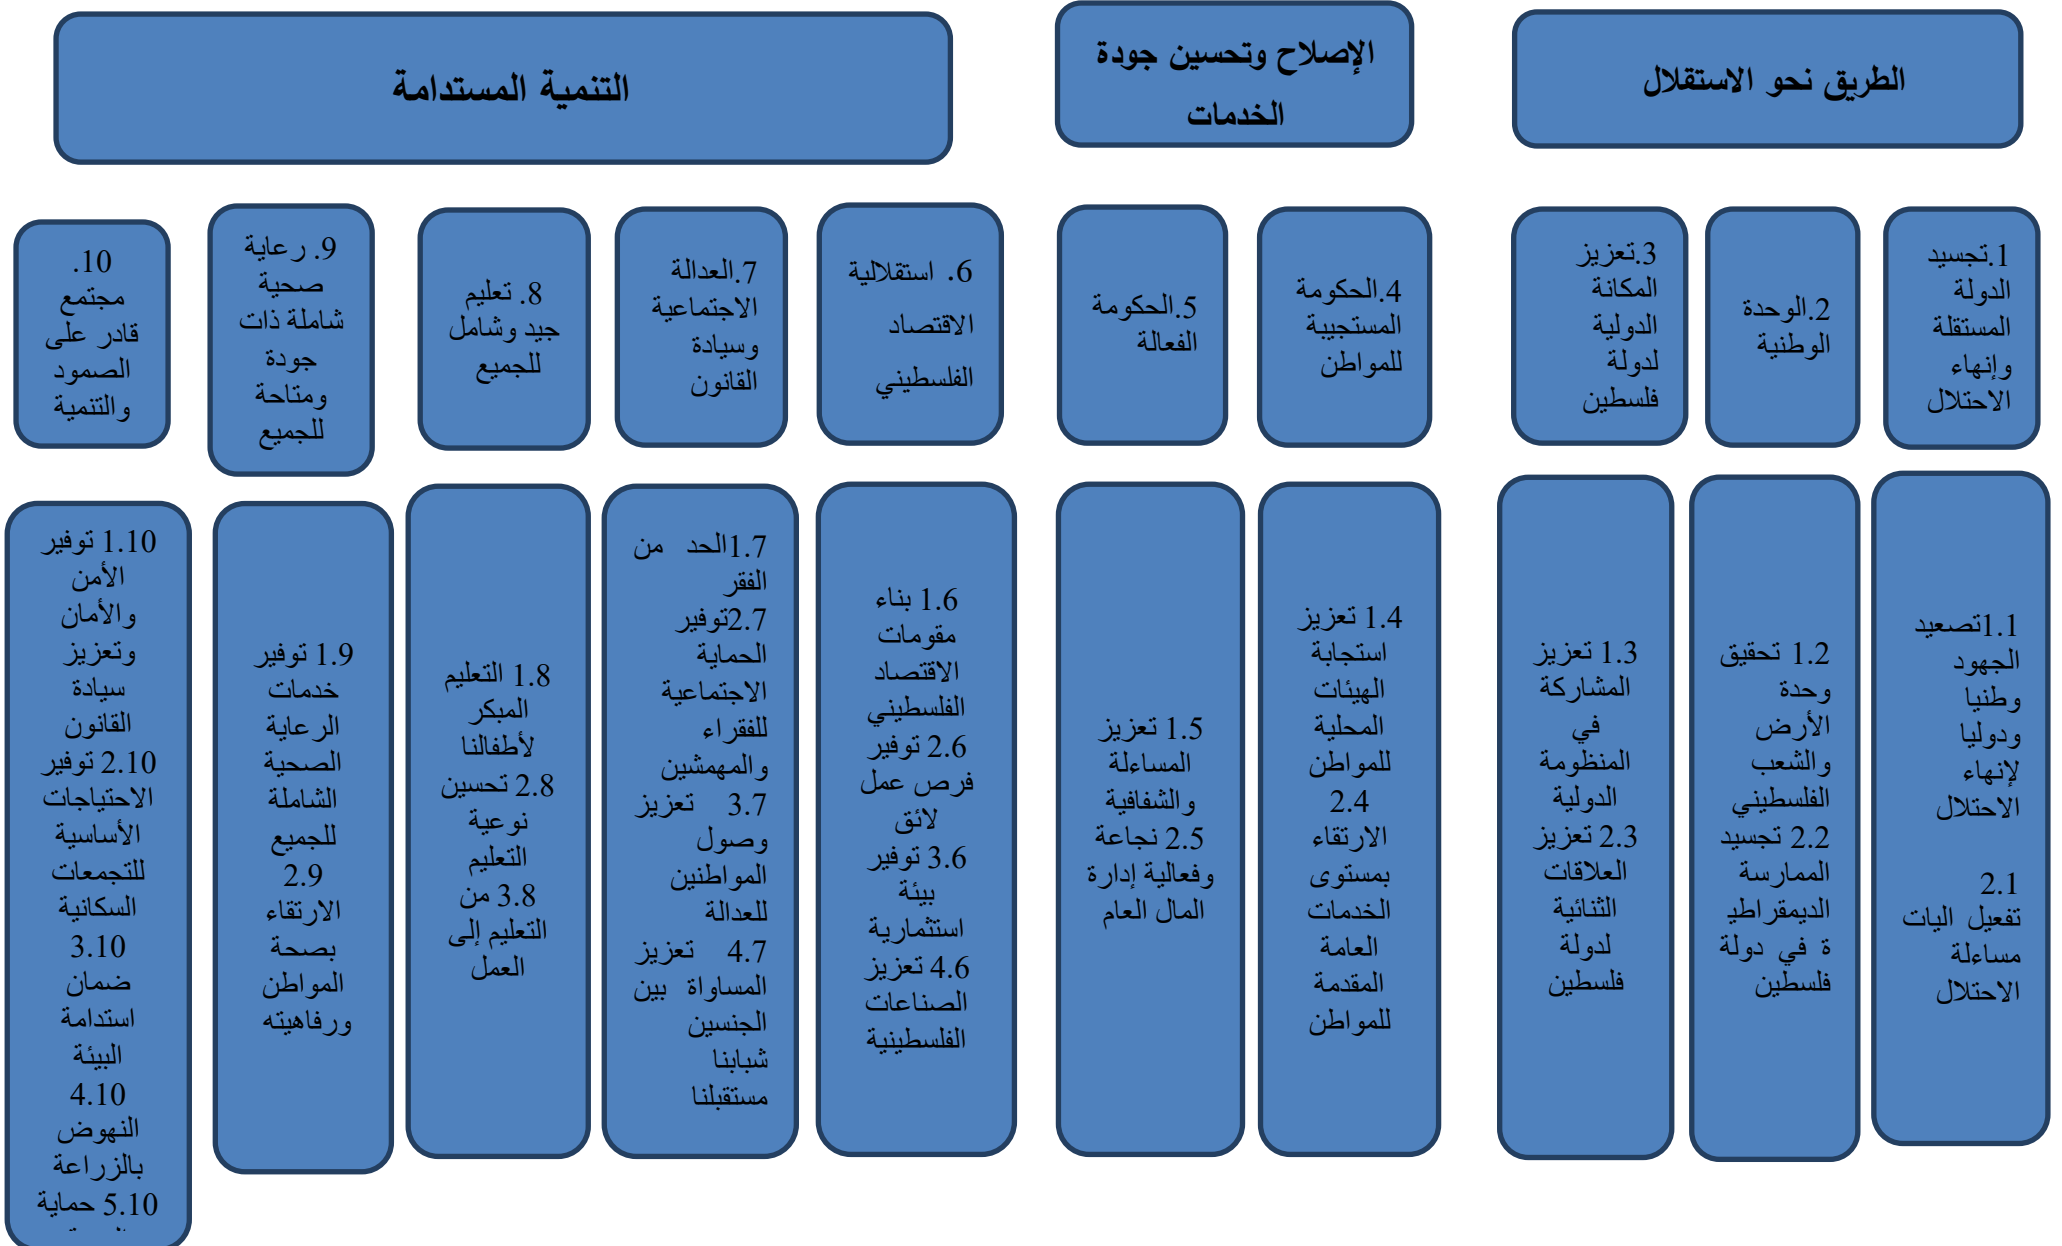 الطريق نحو الاستقلال
الإصلاح وتحسين جودة
الخدمات
التنمية المستدامة
1.تجسيد
الدولة
المستقلة
وإنهاء
الاحتلال
2.الوحدة
الوطنية
3.تعزيز
المكانة
الدولية
لدولة
فلسطين
4.الحكومة
المستجيبة
للمواطن
5.الحكومة
الفعالة
6. استقلالية
الاقتصاد
الفلسطيني
7.العدالة
الاجتماعية
وسيادة
القانون
8. تعليم
جيد وشامل
للجميع
9. رعاية
صحية
شاملة ذات
جودة
ومتاحة
للجميع
10.
مجتمع
قادر على
الصمود
والتنمية
1.1تصعيد
الجهود
وطنيا
ودوليا
لإنهاء
الاحتلال
2.1
تفعيل اليات
مساءلة
الاحتلال
1.2 تحقيق
وحدة
الأرض
والشعب
الفلسطيني
2.2 تجسيد
الممارسة
الديمقراطي
ة في دولة
فلسطين
1.3 تعزيز
المشاركة
في
المنظومة
الدولية
2.3 تعزيز
العلاقات
الثنائية
لدولة
فلسطين
1.4 تعزيز
استجابة
الهيئات
المحلية
للمواطن
2.4
الارتقاء
بمستوى
الخدمات
العامة
المقدمة
للمواطن
1.5 تعزيز
المساءلة
والشفافية
2.5 نجاعة
وفعالية إدارة
المال العام
1.6 بناء
مقومات
الاقتصاد
الفلسطيني
2.6 توفير
فرص عمل
لائق
3.6 توفير
بيئة
استثمارية
4.6 تعزيز
الصناعات
الفلسطينية
1.7الحد من
الفقر
2.7توفير
الحماية
الاجتماعية
للفقراء
والمهمشين
3.7 تعزيز
وصول
المواطنين
للعدالة
4.7 تعزيز
المساواة بين
الجنسين
شبابنا
مستقبلنا
1.8 التعليم
المبكر
لأطفالنا
2.8 تحسين
نوعية
التعليم
3.8 من
التعليم إلى
العمل
1.9 توفير
خدمات
الرعاية
الصحية
الشاملة
للجميع
2.9
الارتقاء
بصحة
المواطن
ورفاهيته
1.10 توفير
الأمن
والأمان
وتعزيز
سيادة
القانون
2.10 توفير
الاحتياجات
الأساسية
للتجمعات
السكانية
3.10
ضمان
استدامة
البيئة
4.10
النهوض
بالزراعة
5.10 حماية